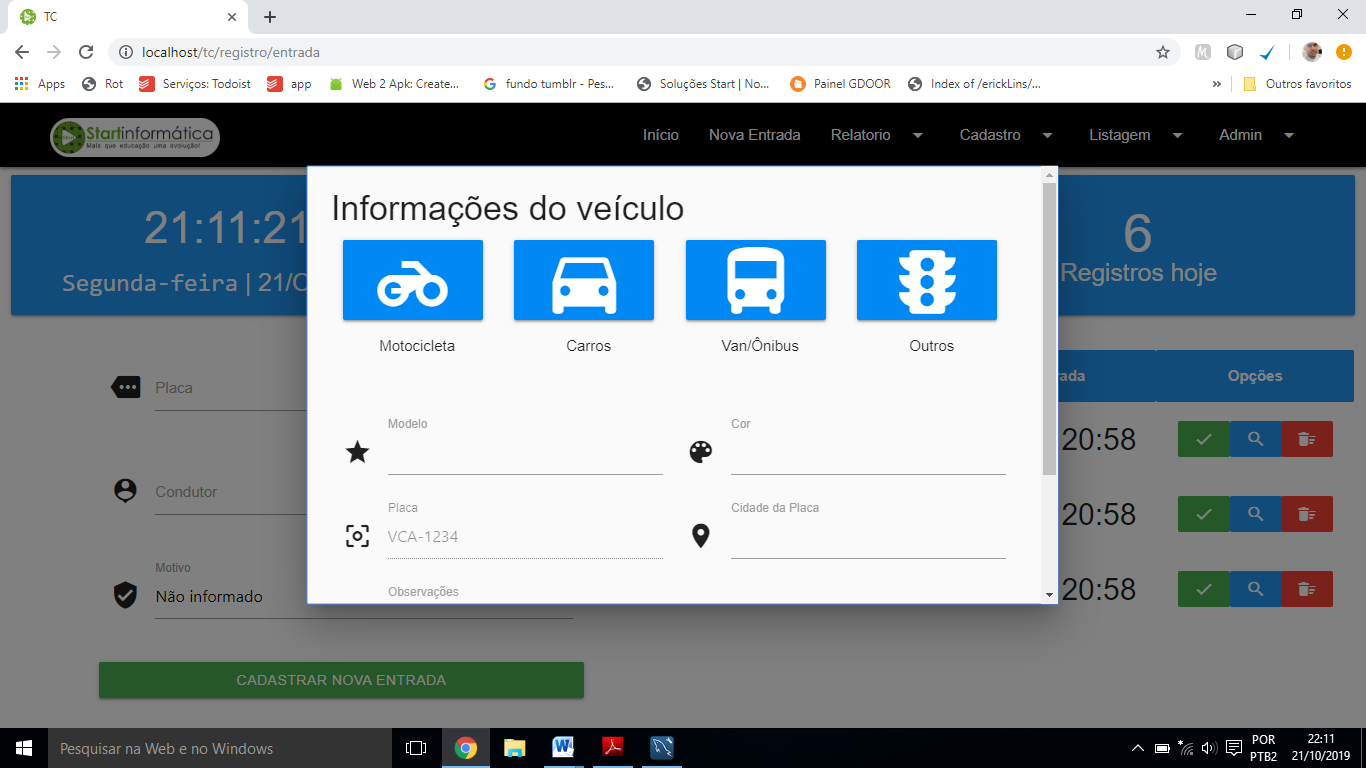 TC
localhost/tc/registro/entrada
Apps Rot Serviços: Todoist app Web 2 Apk: Create... fundo tumblr - Pes... Soluções Start | No... Painel GDOOR Index of /erickLins/... » Outros favoritos
Startinformática
Mais que educação uma evolução!
Início Nova Entrada Relatorio Cadastro Listagem Admin
21:11:21
Segunda-feira | 21/O
6
Registros hoje
Informações do veículo
Motocicleta Carros Van/Ônibus Outros
Modelo Cor
Placa Cidade da Placa
VCA-1234
Observações
Placa
Condutor
Motivo
Não informado
CADASTRAR NOVA ENTRADA
rada Opções
20:58
20:58
20:58
Pesquisar na Web e no Windows
POR
PTB2
22:11
21/10/2019